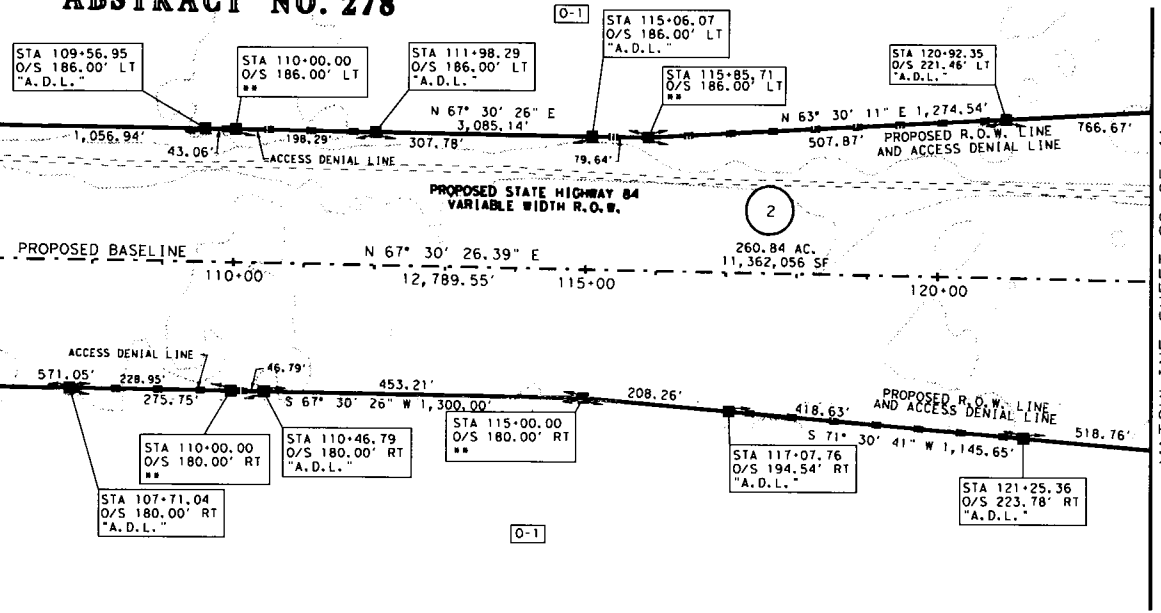 ABSTRACT NO. 278
0-1
STA 109+56.95
O/S 186.00' LT
"A.D.L."
STA 110+00.00
O/S 186.00' LT
**
STA 111+98.29
O/S 186.00' LT
"A.D.L."
STA 115+06.07
O/S 186.00' LT
"A.D.L."
STA 115+85.71
O/S 186.00' LT
**
STA 120+92.35
O/S 221.46' LT
"A.D.L."
N 67° 30' 26" E
3,085.14'
N 63° 30' 11" E 1,274.54'
1,056.94'
43.06'
198.29'
ACCESS DENIAL LINE
307.78'
79.64'
507.87'
PROPOSED R.O.W. LINE
AND ACCESS DENIAL LINE
766.67'
PROPOSED STATE HIGHWAY 84
VARIABLE WIDTH R.O.W.
2
260.84 AC.
11,362,056 SF
PROPOSED BASELINE
N 67° 30' 26.39" E
12,789.55'
110+00
115+00
120+00
ACCESS DENIAL LINE
571.05'
228.95'
275.75'
46.79'
453.21'
S 67° 30' 26" W 1,300.00'
208.26'
418.63'
PROPOSED R.O.W. LINE
AND ACCESS DENIAL LINE
S 71° 30' 41" W 1,145.65'
518.76'
STA 107+71.04
O/S 180.00' RT
"A.D.L."
STA 110+00.00
O/S 180.00' RT
**
STA 110+46.79
O/S 180.00' RT
"A.D.L."
STA 115+00.00
O/S 180.00' RT
**
STA 117+07.76
O/S 194.54' RT
"A.D.L."
STA 121+25.36
O/S 223.78' RT
"A.D.L."
0-1